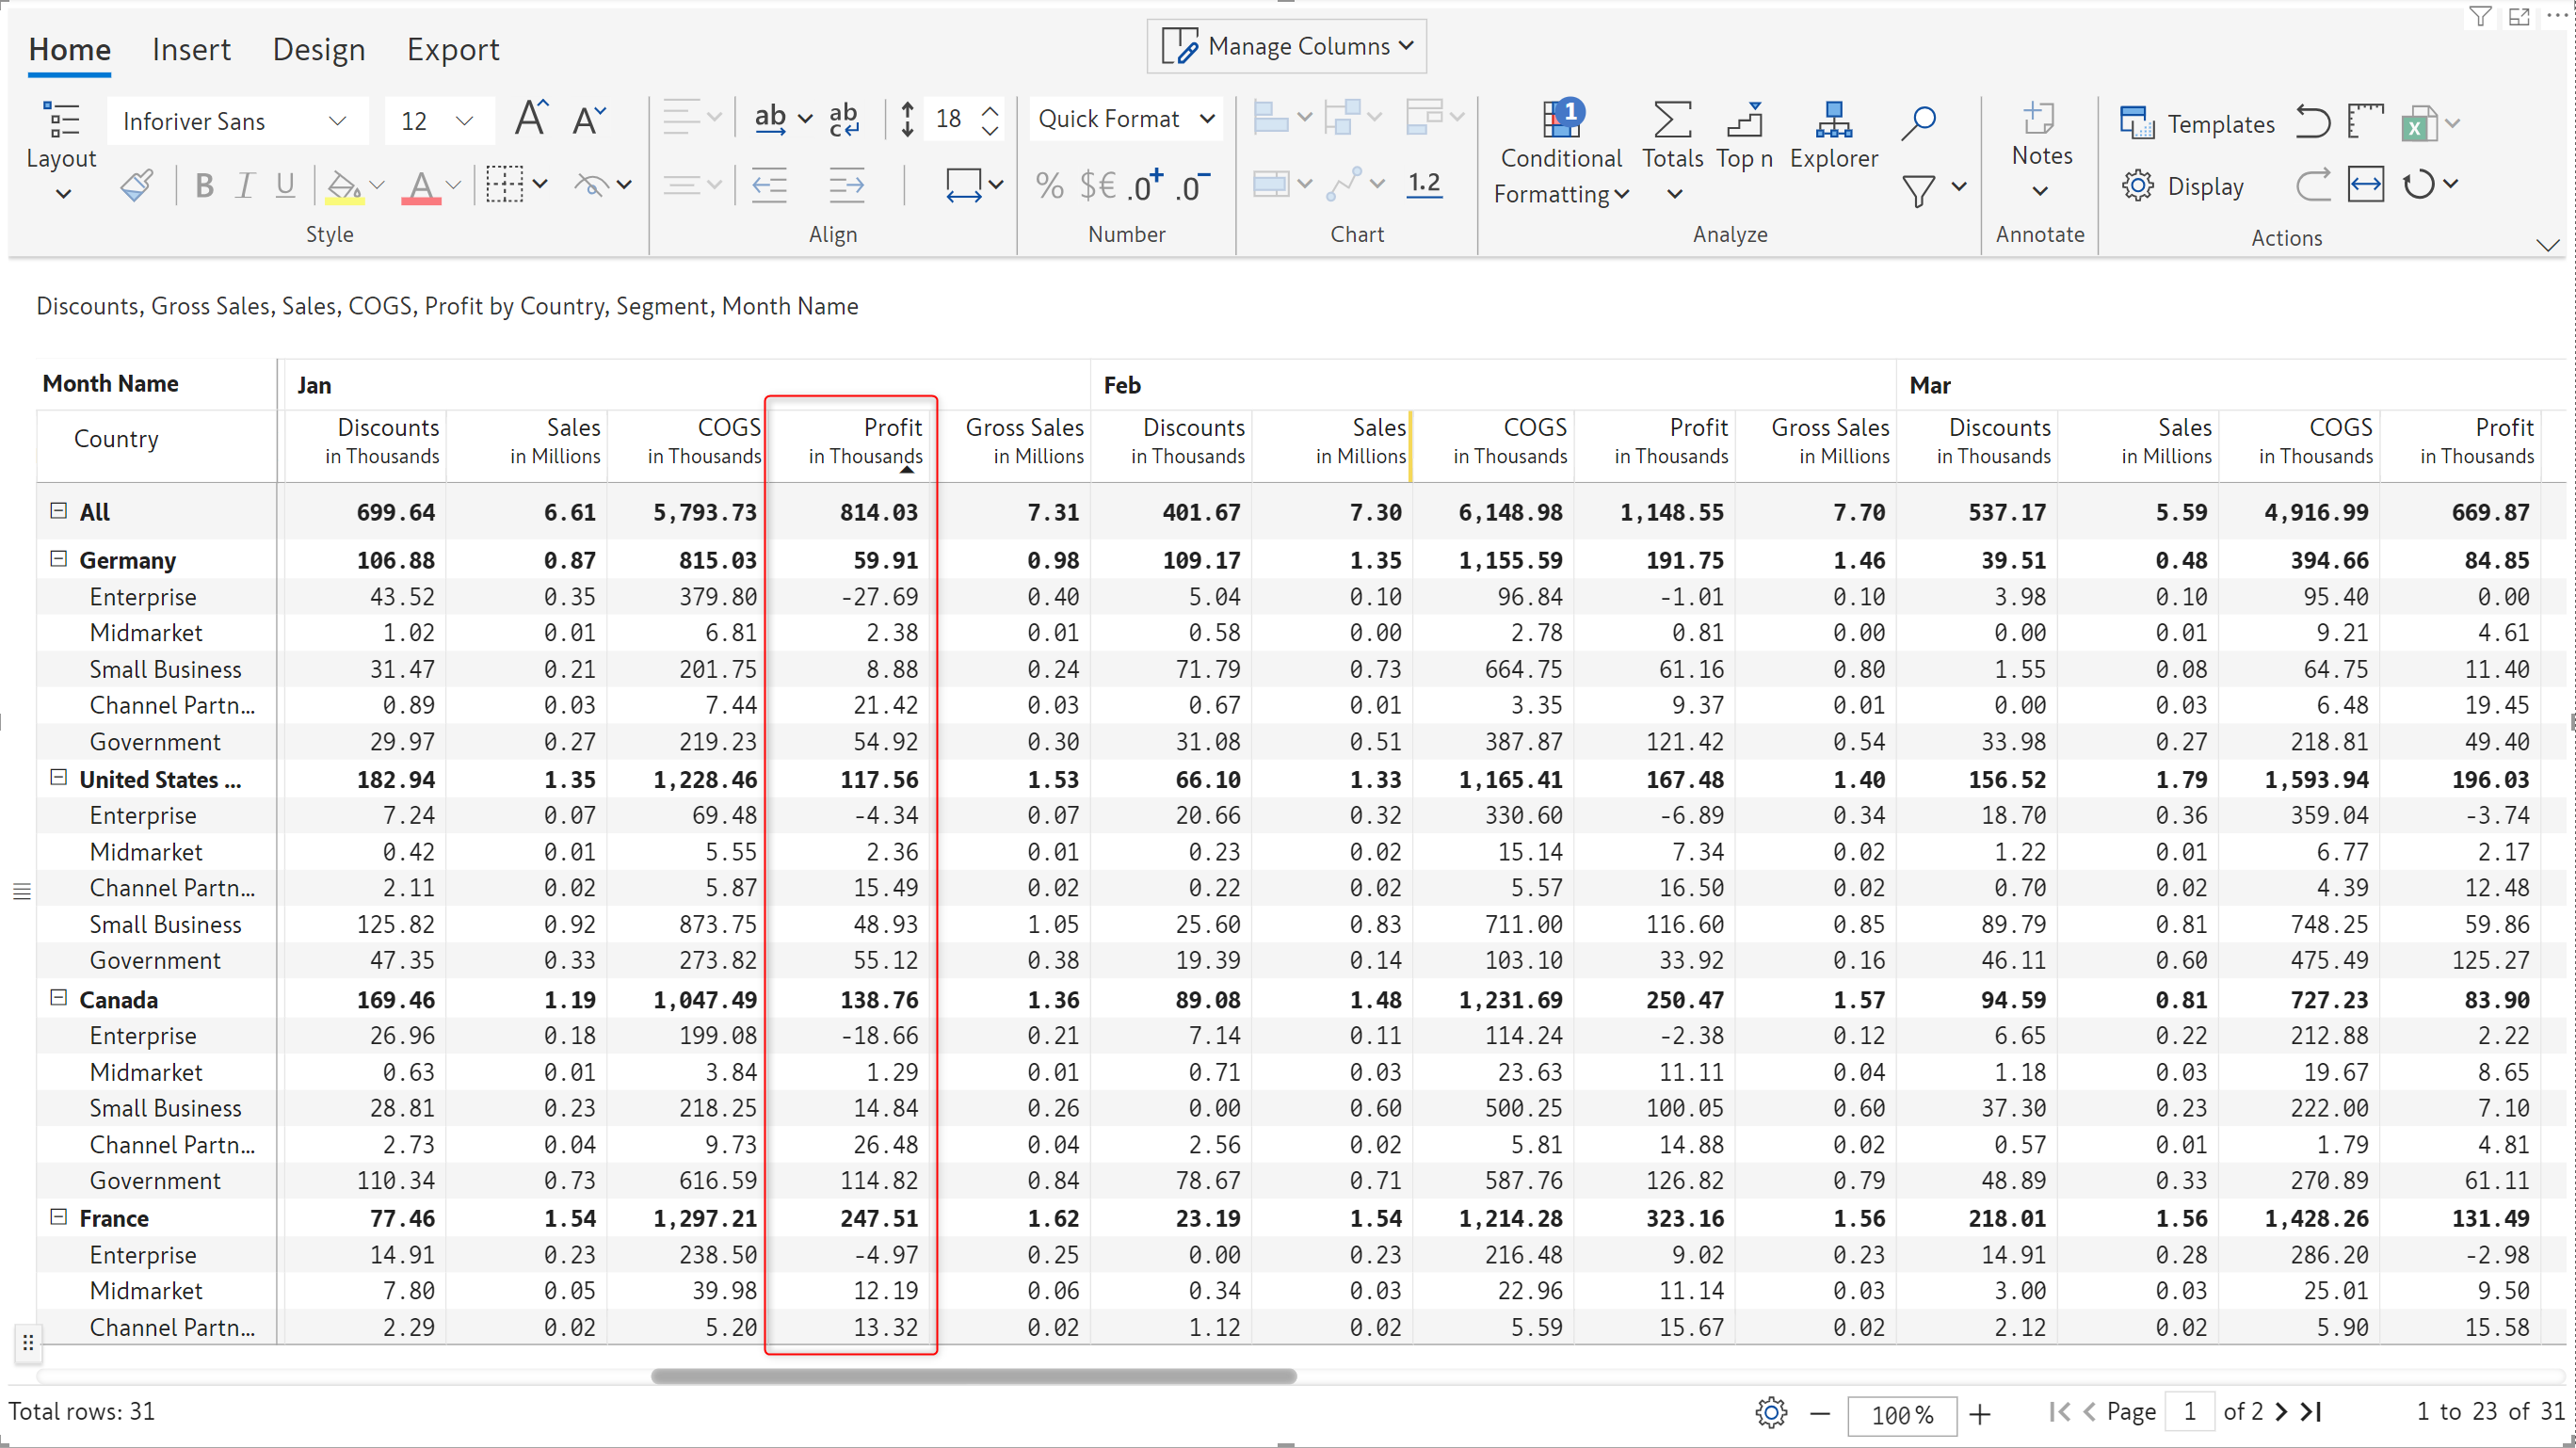 Home Insert Design Export Manage Columns
Inforiver Sans 12 ab ab c 18 Quick Format 1 Templates
Layout Conditional Formatting Totals Top n Explorer Notes
B I U A % $€ .0+ .0- 1.2 Display
Style Align Number Chart Analyze Annotate Actions
Discounts, Gross Sales, Sales, COGS, Profit by Country, Segment, Month Name
Month Name Jan Feb Mar
Country Discounts Sales COGS Profit Gross Sales Discounts Sales COGS Profit Gross Sales Discounts Sales COGS Profit
in Thousands in Millions in Thousands in Thousands in Millions in Thousands in Millions in Thousands in Thousands in Millions in Thousands in Millions in Thousands in Thousands
All 699.64 6.61 5,793.73 814.03 7.31 401.67 7.30 6,148.98 1,148.55 7.70 537.17 5.59 4,916.99 669.87
Germany 106.88 0.87 815.03 59.91 0.98 109.17 1.35 1,155.59 191.75 1.46 39.51 0.48 394.66 84.85
Enterprise 43.52 0.35 379.80 -27.69 0.40 5.04 0.10 96.84 -1.01 0.10 3.98 0.10 95.40 0.00
Midmarket 1.02 0.01 6.81 2.38 0.01 0.58 0.00 2.78 0.81 0.00 0.00 0.01 9.21 4.61
Small Business 31.47 0.21 201.75 8.88 0.24 71.79 0.73 664.75 61.16 0.80 1.55 0.08 64.75 11.40
Channel Partn... 0.89 0.03 7.44 21.42 0.03 0.67 0.01 3.35 9.37 0.01 0.00 0.03 6.48 19.45
Government 29.97 0.27 219.23 54.92 0.30 31.08 0.51 387.87 121.42 0.54 33.98 0.27 218.81 49.40
United States ... 182.94 1.35 1,228.46 117.56 1.53 66.10 1.33 1,165.41 167.48 1.40 156.52 1.79 1,593.94 196.03
Enterprise 7.24 0.07 69.48 -4.34 0.07 20.66 0.32 330.60 -6.89 0.34 18.70 0.36 359.04 -3.74
Midmarket 0.42 0.01 5.55 2.36 0.01 0.23 0.02 15.14 7.34 0.02 1.22 0.01 6.77 2.17
Channel Partn... 2.11 0.02 5.87 15.49 0.02 0.22 0.02 5.57 16.50 0.02 0.70 0.02 4.39 12.48
Small Business 125.82 0.92 873.75 48.93 1.05 25.60 0.83 711.00 116.60 0.85 89.79 0.81 748.25 59.86
Government 47.35 0.33 273.82 55.12 0.38 19.39 0.14 103.10 33.92 0.16 46.11 0.60 475.49 125.27
Canada 169.46 1.19 1,047.49 138.76 1.36 89.08 1.48 1,231.69 250.47 1.57 94.59 0.81 727.23 83.90
Enterprise 26.96 0.18 199.08 -18.66 0.21 7.14 0.11 114.24 -2.38 0.12 6.65 0.22 212.88 2.22
Midmarket 0.63 0.01 3.84 1.29 0.01 0.71 0.03 23.63 11.11 0.04 1.18 0.03 19.67 8.65
Small Business 28.81 0.23 218.25 14.84 0.26 0.00 0.60 500.25 100.05 0.60 37.30 0.23 222.00 7.10
Channel Partn... 2.73 0.04 9.73 26.48 0.04 2.56 0.02 5.81 14.88 0.02 0.57 0.01 1.79 4.81
Government 110.34 0.73 616.59 114.82 0.84 78.67 0.71 587.76 126.82 0.79 48.89 0.33 270.89 61.11
France 77.46 1.54 1,297.21 247.51 1.62 23.19 1.54 1,214.28 323.16 1.56 218.01 1.56 1,428.26 131.49
Enterprise 14.91 0.23 238.50 -4.97 0.25 0.00 0.23 216.48 9.02 0.23 14.91 0.28 286.20 -2.98
Midmarket 7.80 0.05 39.98 12.19 0.06 0.34 0.03 22.96 11.14 0.03 3.00 0.03 25.01 9.50
Channel Partn... 2.29 0.02 5.20 13.32 0.02 1.12 0.02 5.59 15.67 0.02 2.12 0.02 5.90 15.58
Total rows: 31 100% Page 1 of 2 1 to 23 of 31